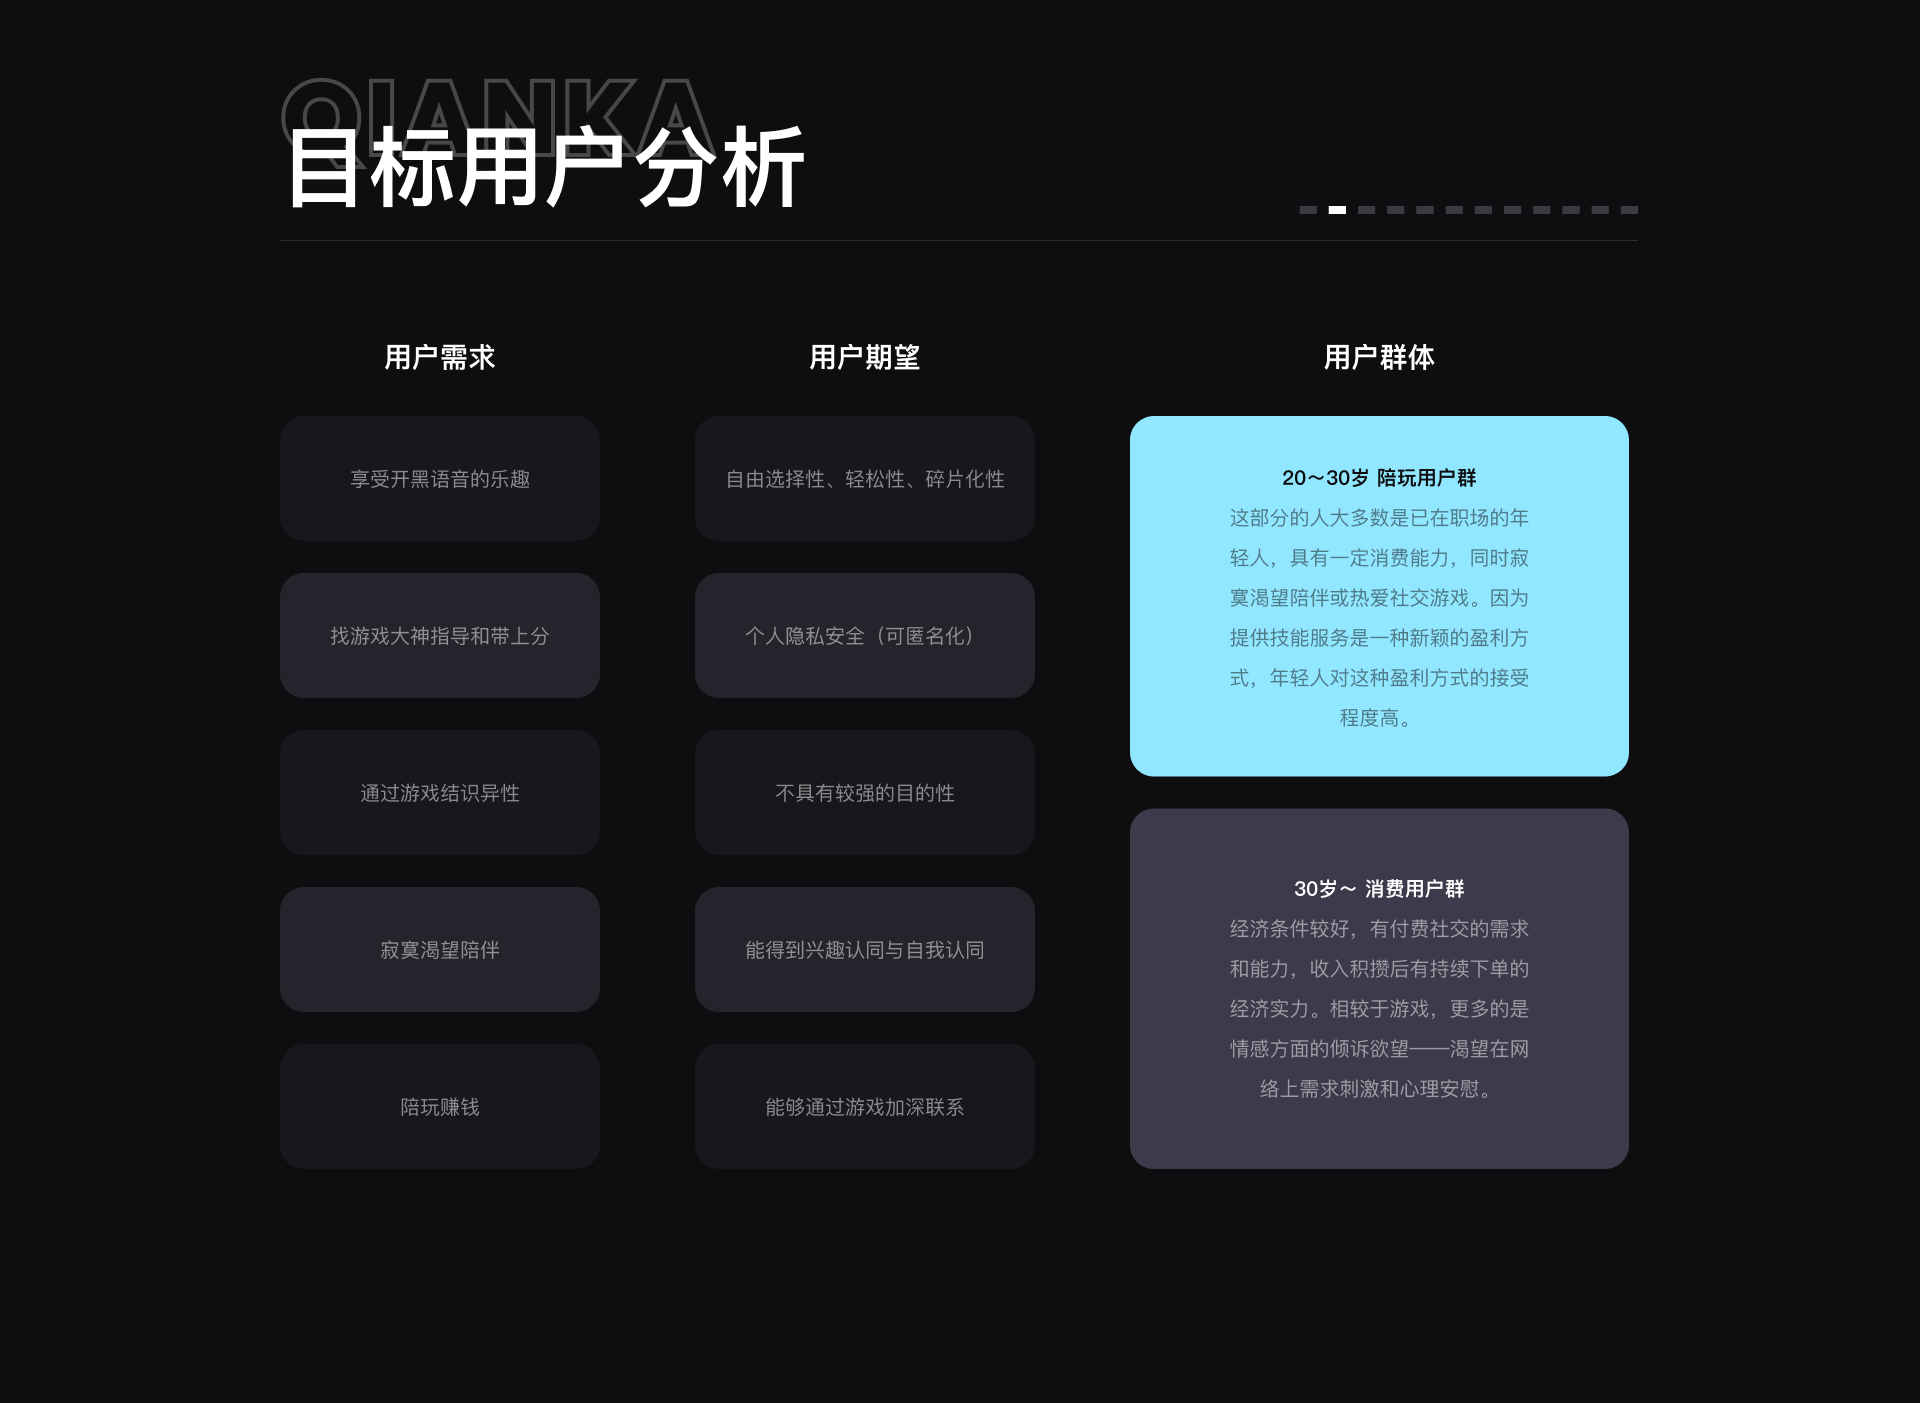 QIANKA
目标用户分析
用户需求
享受开黑语音的乐趣
找游戏大神指导和带上分
通过游戏结识异性
寂寞渴望陪伴
陪玩赚钱
用户期望
自由选择性、轻松性、碎片化性
个人隐私安全（可匿名化）
不具有较强的目的性
能得到兴趣认同与自我认同
能够通过游戏加深联系
用户群体
20～30岁 陪玩用户群
这部分的人大多数是已在职场的年
轻人，具有一定消费能力，同时寂
寞渴望陪伴或热爱社交游戏。因为
提供技能服务是一种新颖的盈利方
式，年轻人对这种盈利方式的接受
程度高。
30岁～ 消费用户群
经济条件较好，有付费社交的需求
和能力，收入积攒后有持续下单的
经济实力。相较于游戏，更多的是
情感方面的倾诉欲望——渴望在网
络上需求刺激和心理安慰。